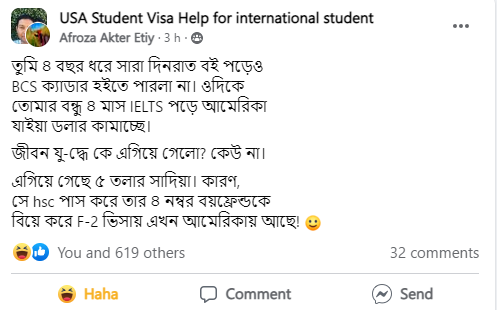 USA Student Visa Help for international student
Afroza Akter Etiy · 3 h ·
তুমি ৪ বছর ধরে সারা দিনরাত বই পড়েও
BCS ক্যাডার হইতে পারলা না। ওদিকে
তোমার বন্ধু ৪ মাস IELTS পড়ে আমেরিকা
যাইয়া ডলার কামাচ্ছে।
জীবন যু-দ্ধে কে এগিয়ে গেলো? কেউ না।
এগিয়ে গেছে ৫ তলার সাদিয়া। কারণ,
সে hsc পাস করে তার ৪ নম্বর বয়ফ্রেন্ডকে
বিয়ে করে F-2 ভিসায় এখন আমেরিকায় আছে! 🙂
You and 619 others 32 comments
Haha Comment Send